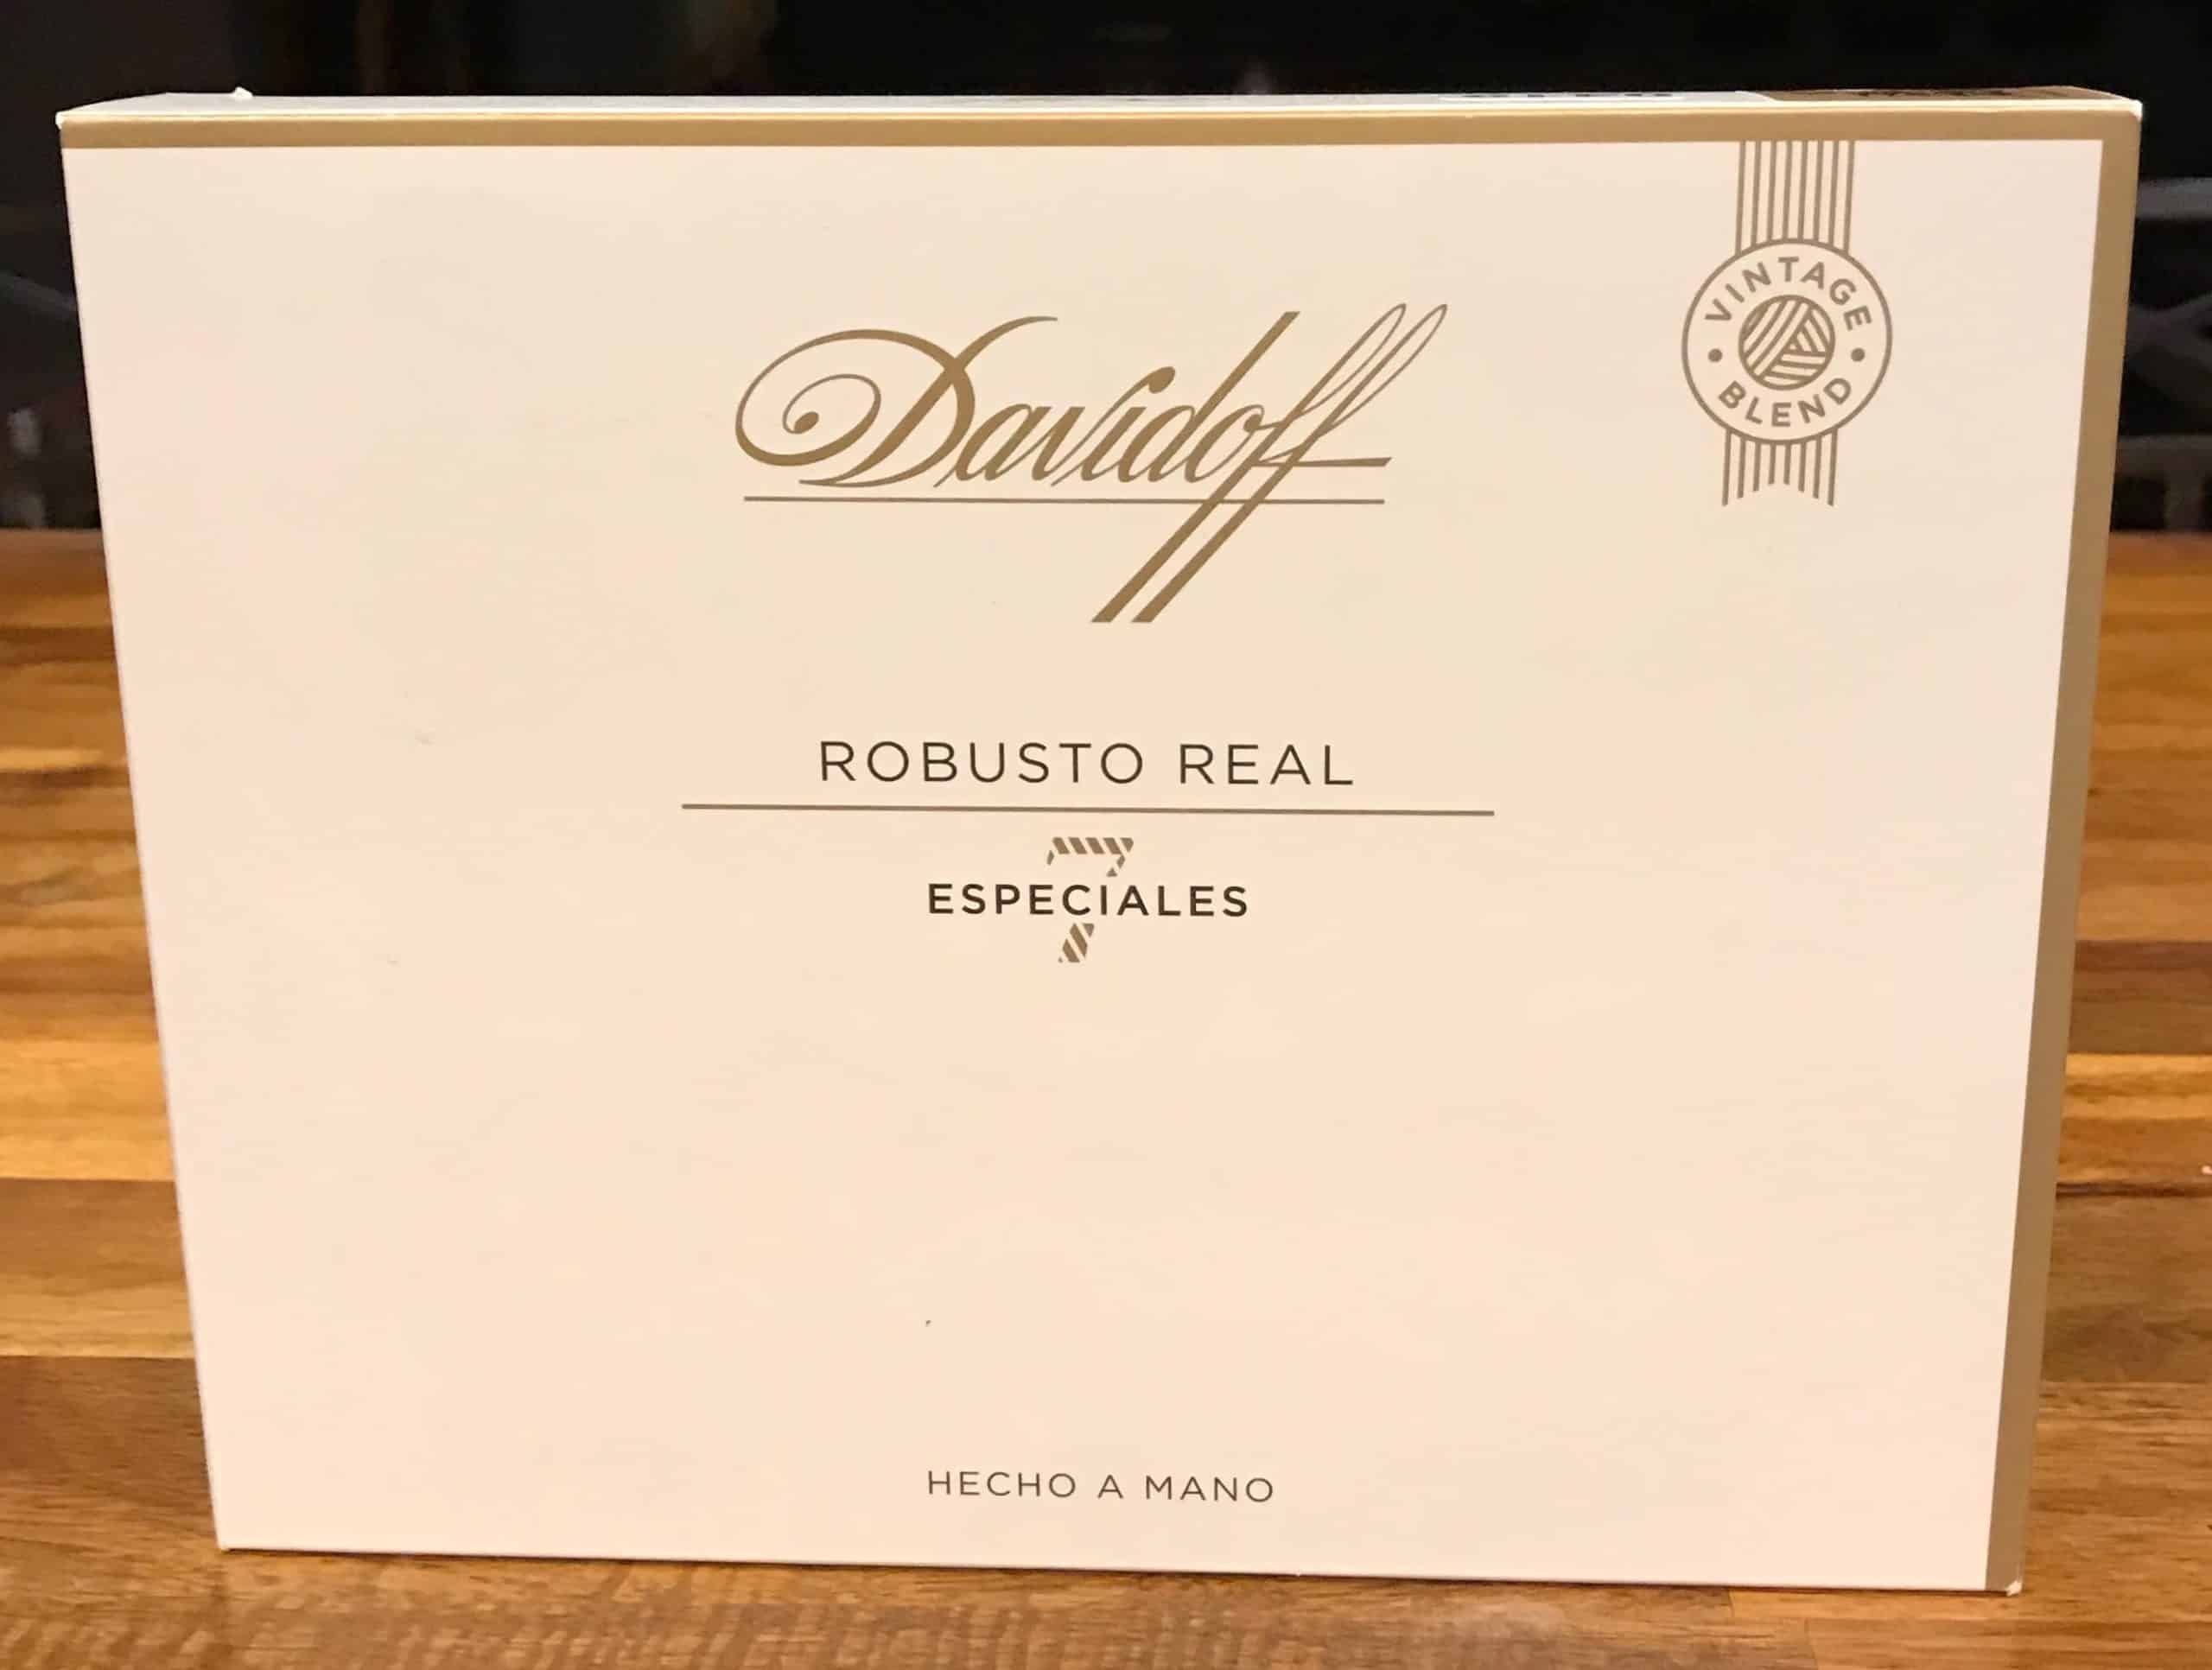 Davidoff
VINTAGE
BLEND
ROBUSTO REAL
7
ESPECIALES
HECHO A MANO